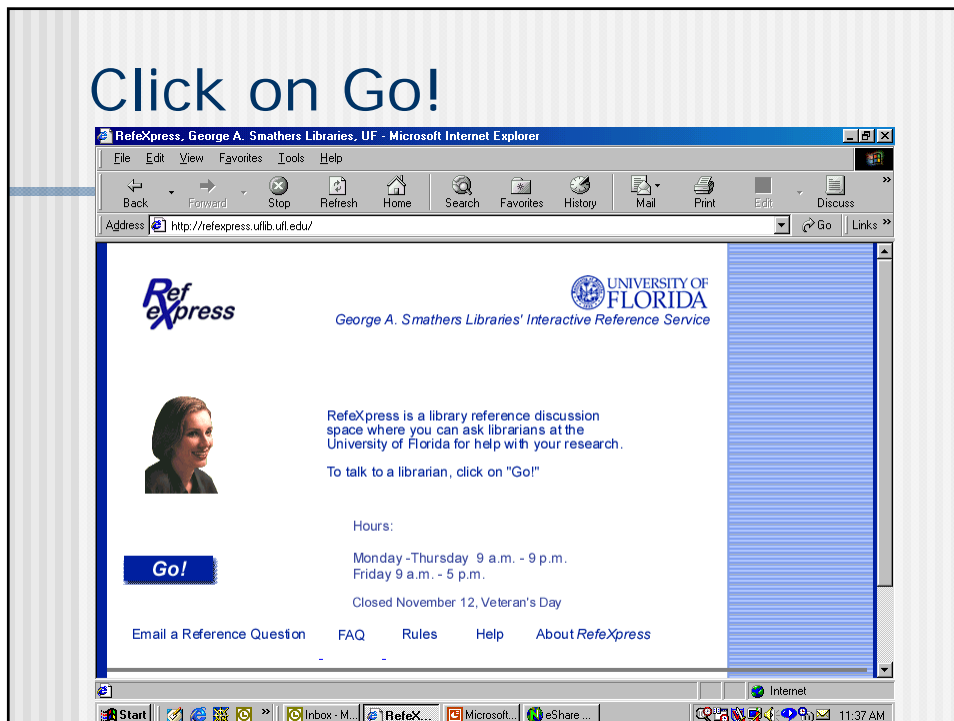 Click on Go!
RefeXpress, George A. Smathers Libraries, UF - Microsoft Internet Explorer
File Edit View Favorites Tools Help
Back Forward Stop Refresh Home Search Favorites History Mail Print Edit Discuss »
Address http://refexpress.uflib.ufl.edu/ Go Links »
Ref
eXpress
UNIVERSITY OF
FLORIDA
George A. Smathers Libraries' Interactive Reference Service
RefeXpress is a library reference discussion
space where you can ask librarians at the
University of Florida for help with your research.
To talk to a librarian, click on "Go!"
Hours:
Monday -Thursday 9 a.m. - 9 p.m.
Go!
Friday 9 a.m. - 5 p.m.
Closed November 12, Veteran's Day
Email a Reference Question FAQ Rules Help About RefeXpress
Internet
Start » Inbox - M... RefeX... Microsoft... eShare ... 11:37 AM